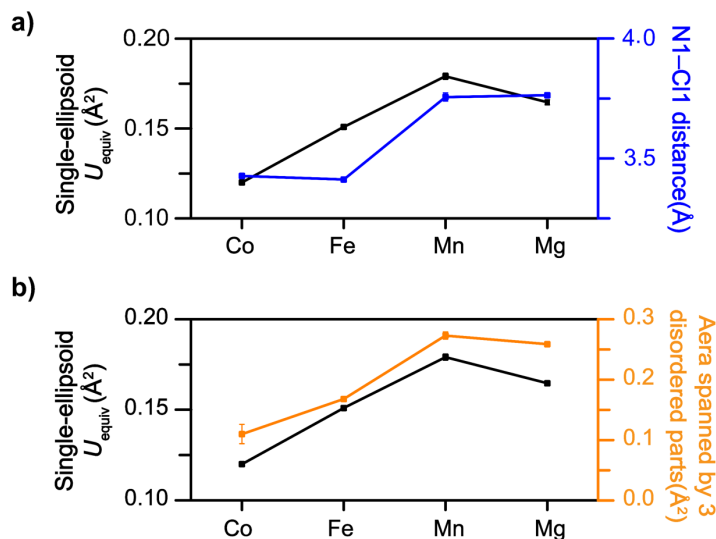 a)
Single-ellipsoid
Uequiv (Å²)
0.20
0.15
0.10
4.0
3.5
N1–Cl1 distance(Å)
Co Fe Mn Mg
b)
Single-ellipsoid
Uequiv (Å²)
0.20
0.15
0.10
0.3
0.2
0.1
0.0
Aera spanned by 3
disordered parts(Å²)
Co Fe Mn Mg